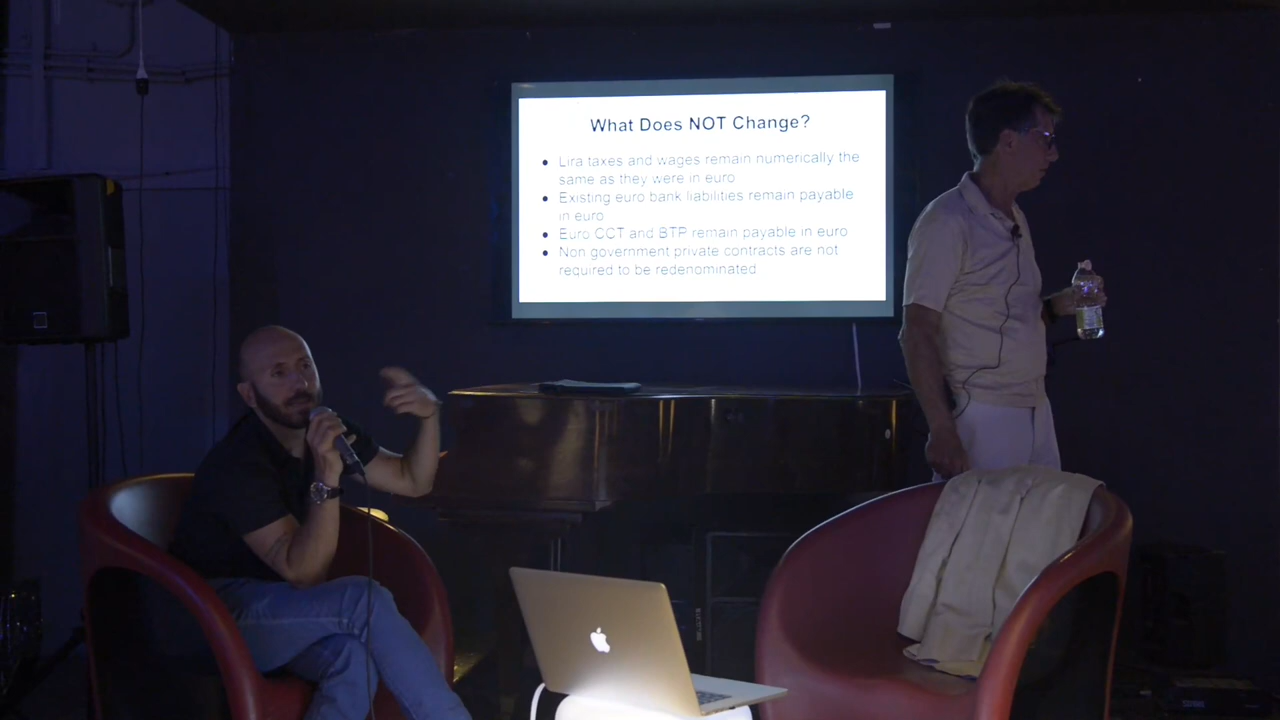 What Does NOT Change?
● Lira taxes and wages remain numerically the
same as they were in euro
● Existing euro bank liabilities remain payable
in euro
● Euro CCT and BTP remain payable in euro
● Non government private contracts are not
required to be redenominated